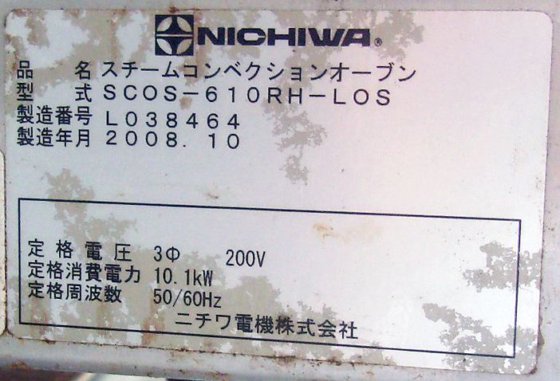 NICHIWA®
品名 スチームコンベクションオーブン
型式 SCOS-610RH-LOS
製造番号 L038464
製造年月 2008.10
定格電圧 3Φ 200V
定格消費電力 10.1kW
定格周波数 50/60Hz
ニチワ電機株式会社